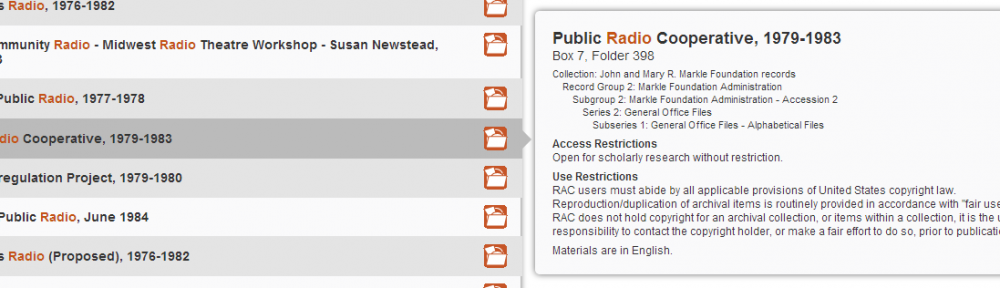 Radio, 1976-1982
Radio - Midwest Radio Theatre Workshop - Susan Newstead,
Public Radio, 1977-1978
Cooperative, 1979-1983
Project, 1979-1980
Public Radio, June 1984
Radio (Proposed), 1976-1982
Public Radio Cooperative, 1979-1983
Box 7, Folder 398
Collection: John and Mary R. Markle Foundation records
Record Group 2: Markle Foundation Administration
Subgroup 2: Markle Foundation Administration - Accession 2
Series 2: General Office Files
Subseries 1: General Office Files - Alphabetical Files
Access Restrictions
Open for scholarly research without restriction.
Use Restrictions
RAC users must abide by all applicable provisions of United States copyright law.
Reproduction/duplication of archival items is routinely provided in accordance with "fair use
RAC does not hold copyright for an archival collection, or items within a collection, it is the
responsibility to contact the copyright holder, or make a fair effort to do so, prior to
Materials are in English.